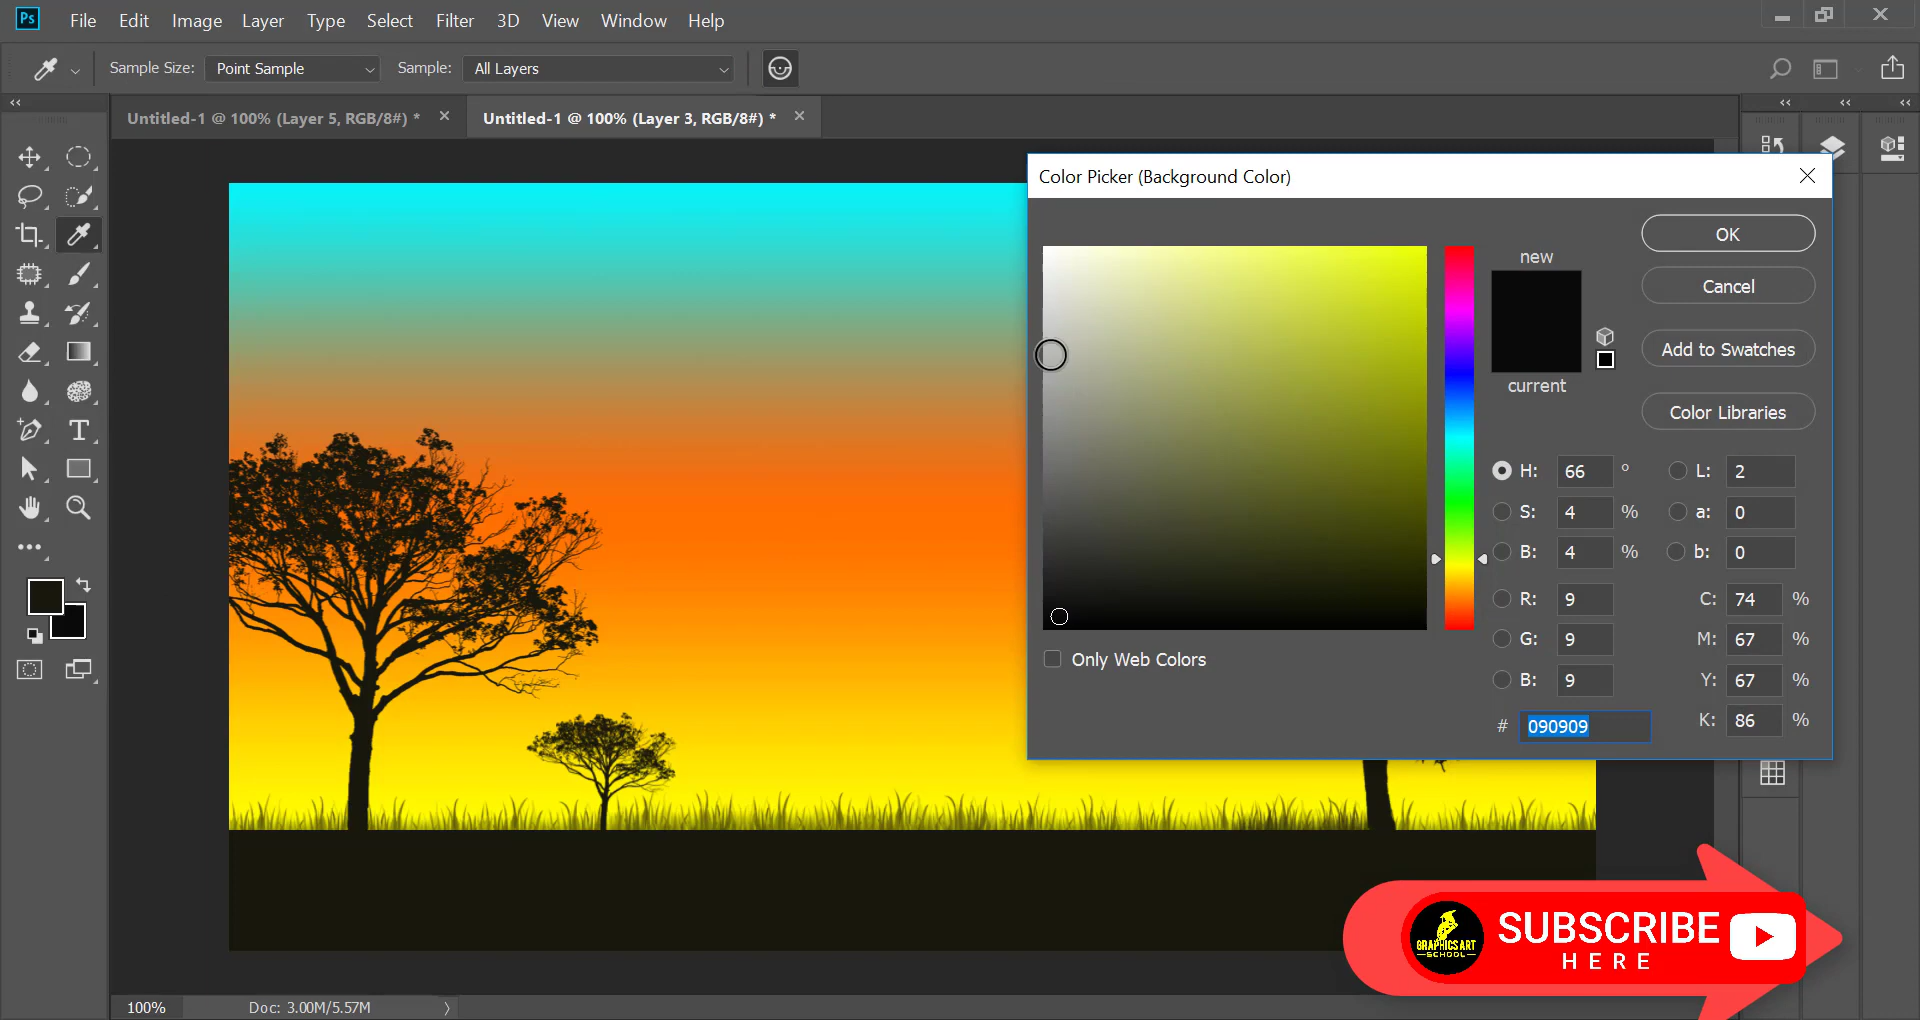 Ps File Edit Image Layer Type Select Filter 3D View Window Help
Sample Size: Point Sample Sample: All Layers
Untitled-1 @ 100% (Layer 5, RGB/8#) * Untitled-1 @ 100% (Layer 3, RGB/8#) *
Color Picker (Background Color)
OK
new
Cancel
Add to Swatches
current
Color Libraries
H: 66 ° L: 2
S: 4 % a: 0
B: 4 % b: 0
R: 9 C: 74 %
G: 9 M: 67 %
Only Web Colors
B: 9 Y: 67 %
# 090909 K: 86 %
T
GRAPHICS ART
SCHOOL
SUBSCRIBE
HERE
100% Doc: 3.00M/5.57M